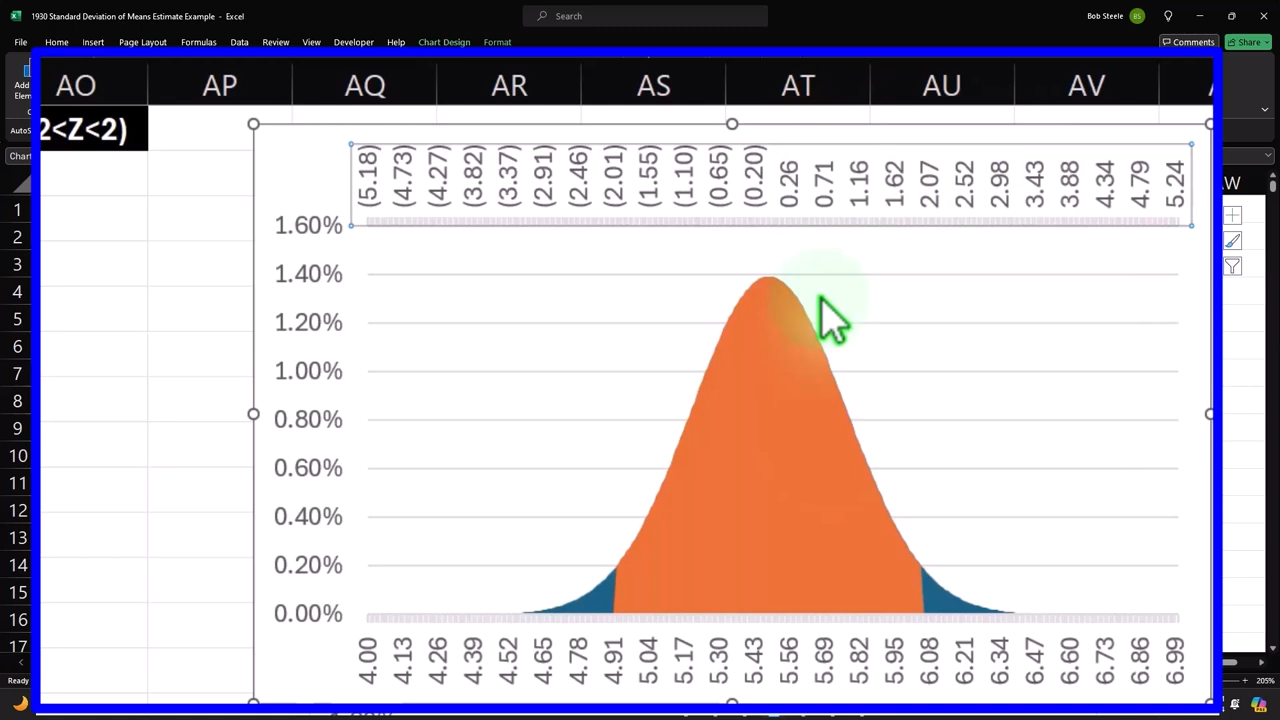 1930 Standard Deviation of Means Estimate Example - Excel
Search
Bob Steele BS
File Home Insert Page Layout Formulas Data Review View Developer Help Chart Design Format
Comments Share
Add
AutoS
Chart
AO AP AQ AR AS AT AU AV
2<Z<2)
(5.18) (4.73) (4.27) (3.82) (3.37) (2.91) (2.46) (2.01) (1.55) (1.10) (0.65) (0.20) 0.26 0.71 1.16 1.62 2.07 2.52 2.98 3.43 3.88 4.34 4.79 5.24
1.60%
1.40%
1.20%
1.00%
0.80%
0.60%
0.40%
0.20%
0.00%
4.00 4.13 4.26 4.39 4.52 4.65 4.78 4.91 5.04 5.17 5.30 5.43 5.56 5.69 5.82 5.95 6.08 6.21 6.34 6.47 6.60 6.73 6.86 6.99
1
2
3
4
5
6
7
8
9
10
11
12
13
14
15
16
17
Ready
205%